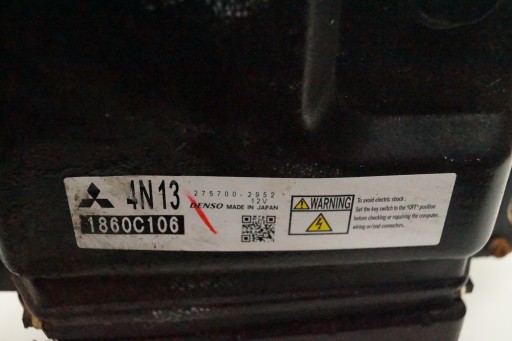 4N13
1860C106
275700-2952
12V
DENSO MADE IN JAPAN
WARNING
To avoid electric shock ;
Set the key switch to the "OFF" position
before checking or repairing the computer,
wiring or/and connectors.